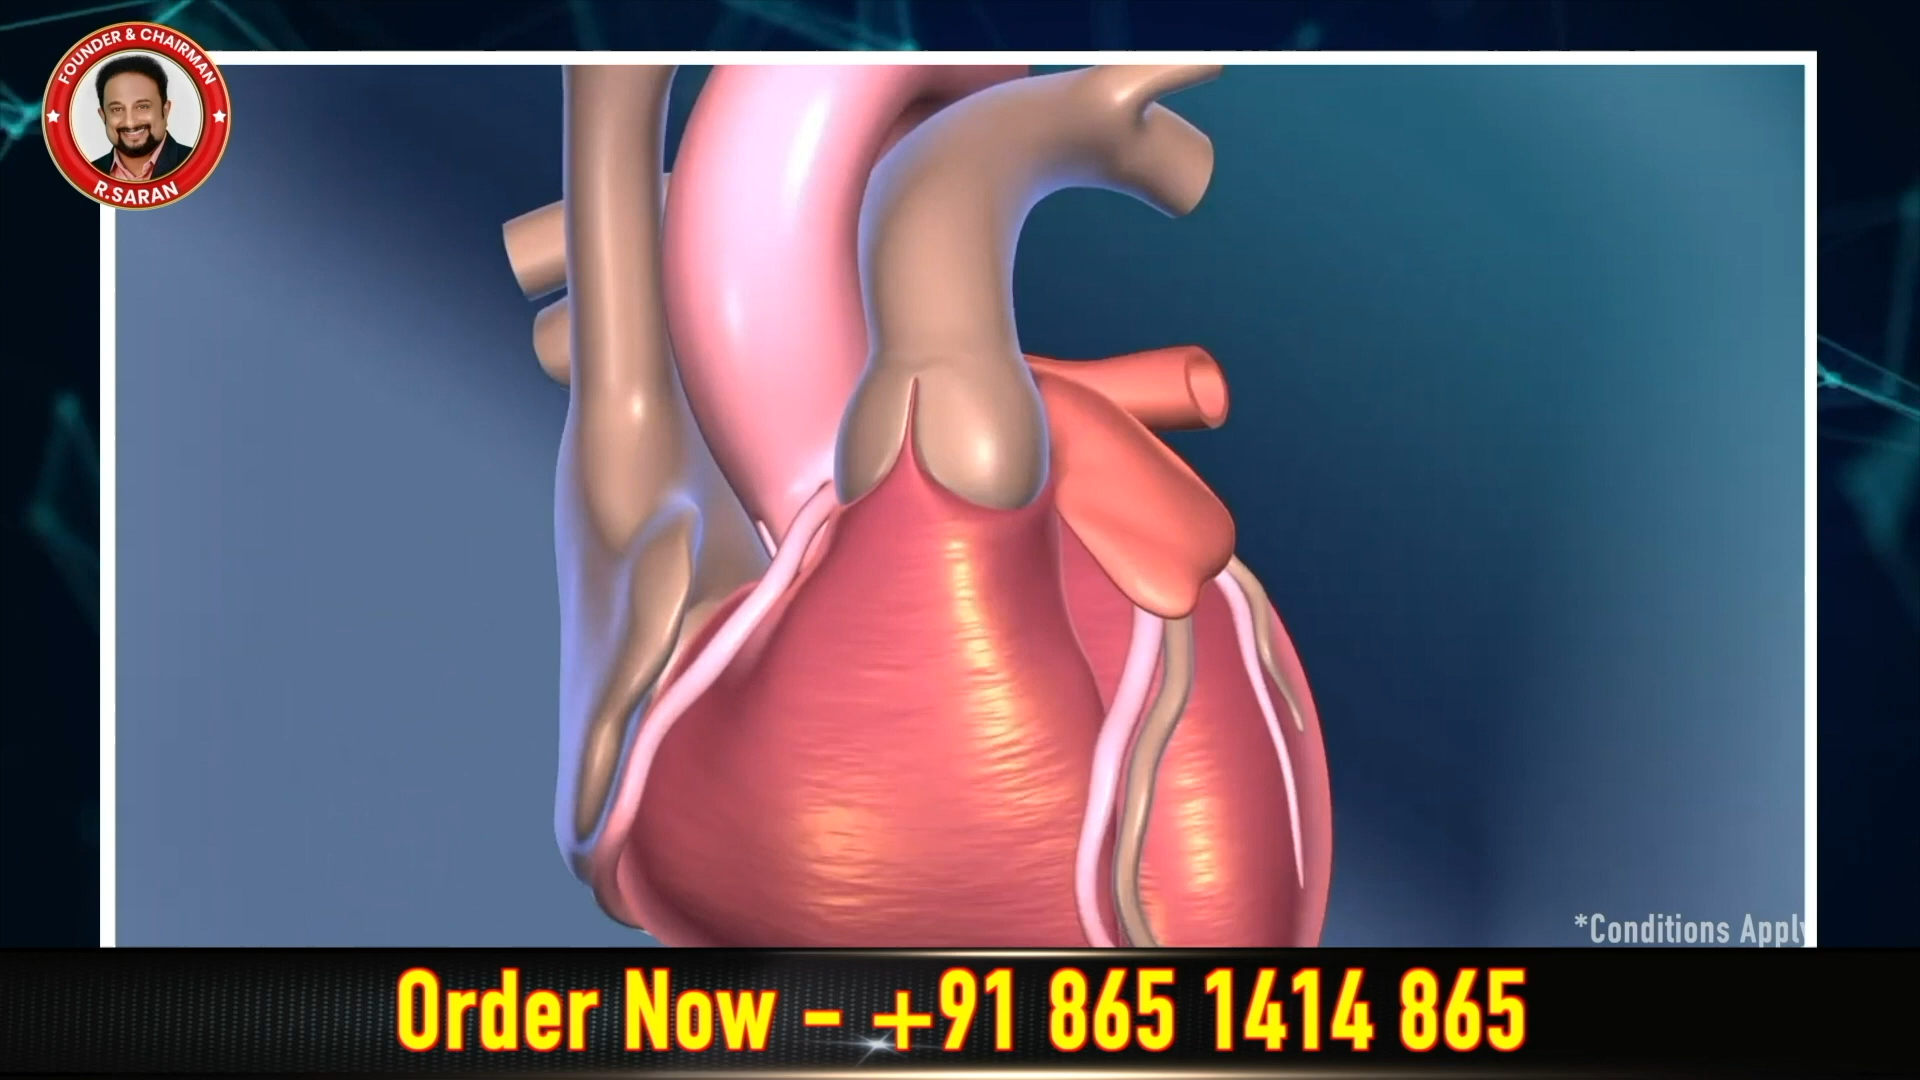 FOUNDER & CHAIRMAN
R.SARAN
*Conditions Apply
Order Now - +91 865 1414 865